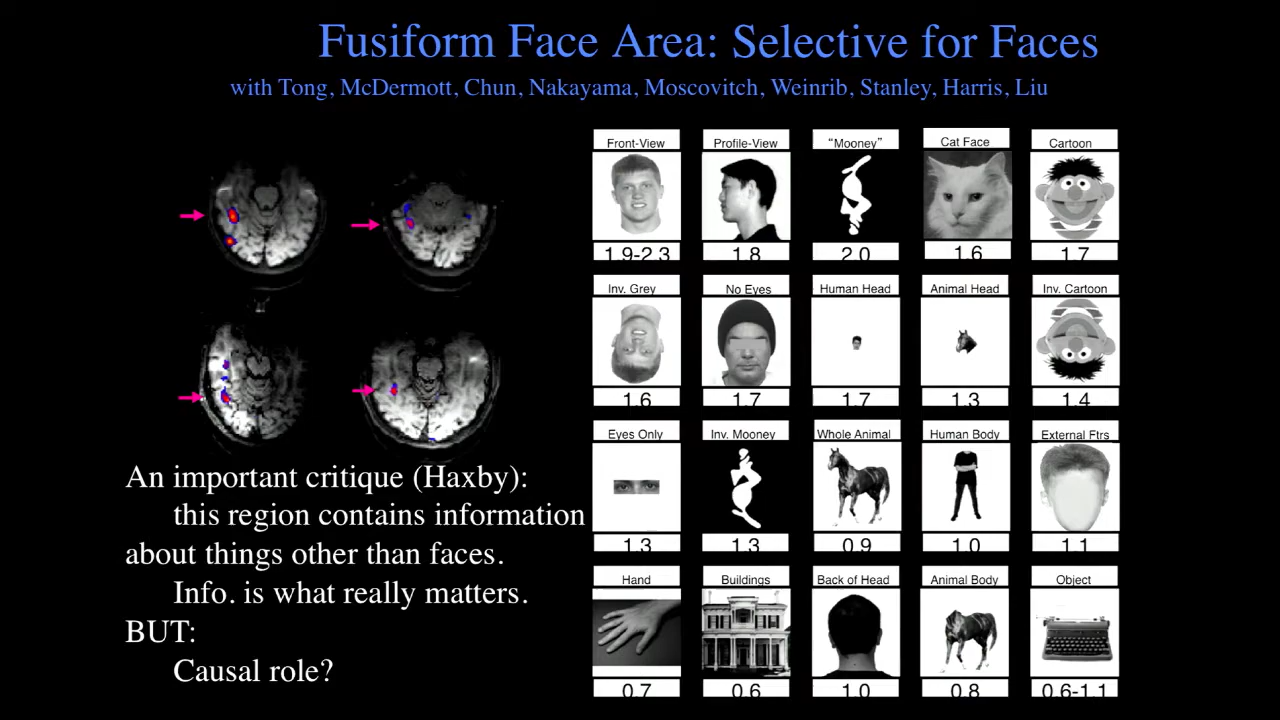 Fusiform Face Area: Selective for Faces
with Tong, McDermott, Chun, Nakayama, Moscovitch, Weinrib, Stanley, Harris, Liu
Front-View
Profile-View
“Mooney”
Cat Face
Cartoon
1.9-2.3
1.8
2.0
1.6
1.7
Inv. Grey
No Eyes
Human Head
Animal Head
Inv. Cartoon
1.6
1.7
1.7
1.3
1.4
Eyes Only
Inv. Mooney
Whole Animal
Human Body
External Ftrs
1.3
1.3
0.9
1.0
1.1
Hand
Buildings
Back of Head
Animal Body
Object
0.7
0.6
1.0
0.8
0.6-1.1
An important critique (Haxby):
this region contains information
about things other than faces.
Info. is what really matters.
BUT:
Causal role?